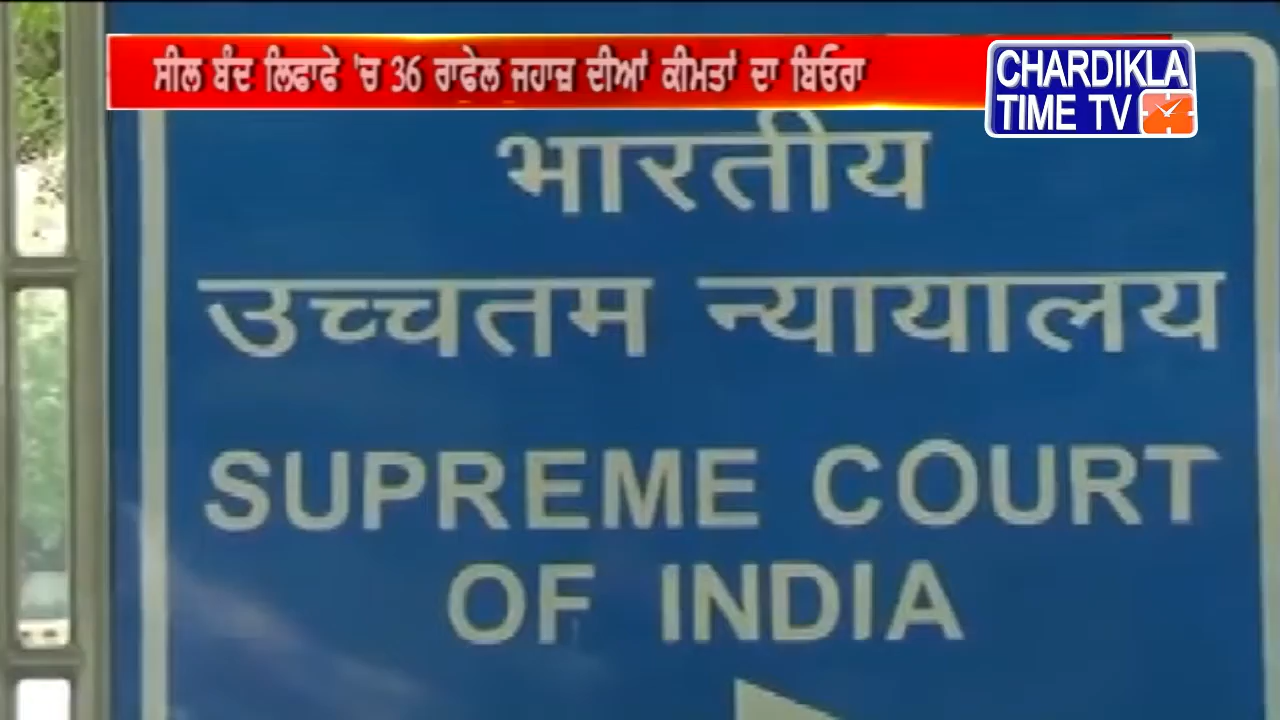 ਸੀਲ ਬੰਦ ਲਿਫਾਫੇ 'ਚ 36 ਰਾਫੇਲ ਜਹਾਜ਼ ਦੀਆਂ ਕੀਮਤਾਂ ਦਾ ਬਿਓਰਾ
CHARDIKLA
TIME TV
भारतीय
उच्चतम न्यायालय
SUPREME COURT
OF INDIA